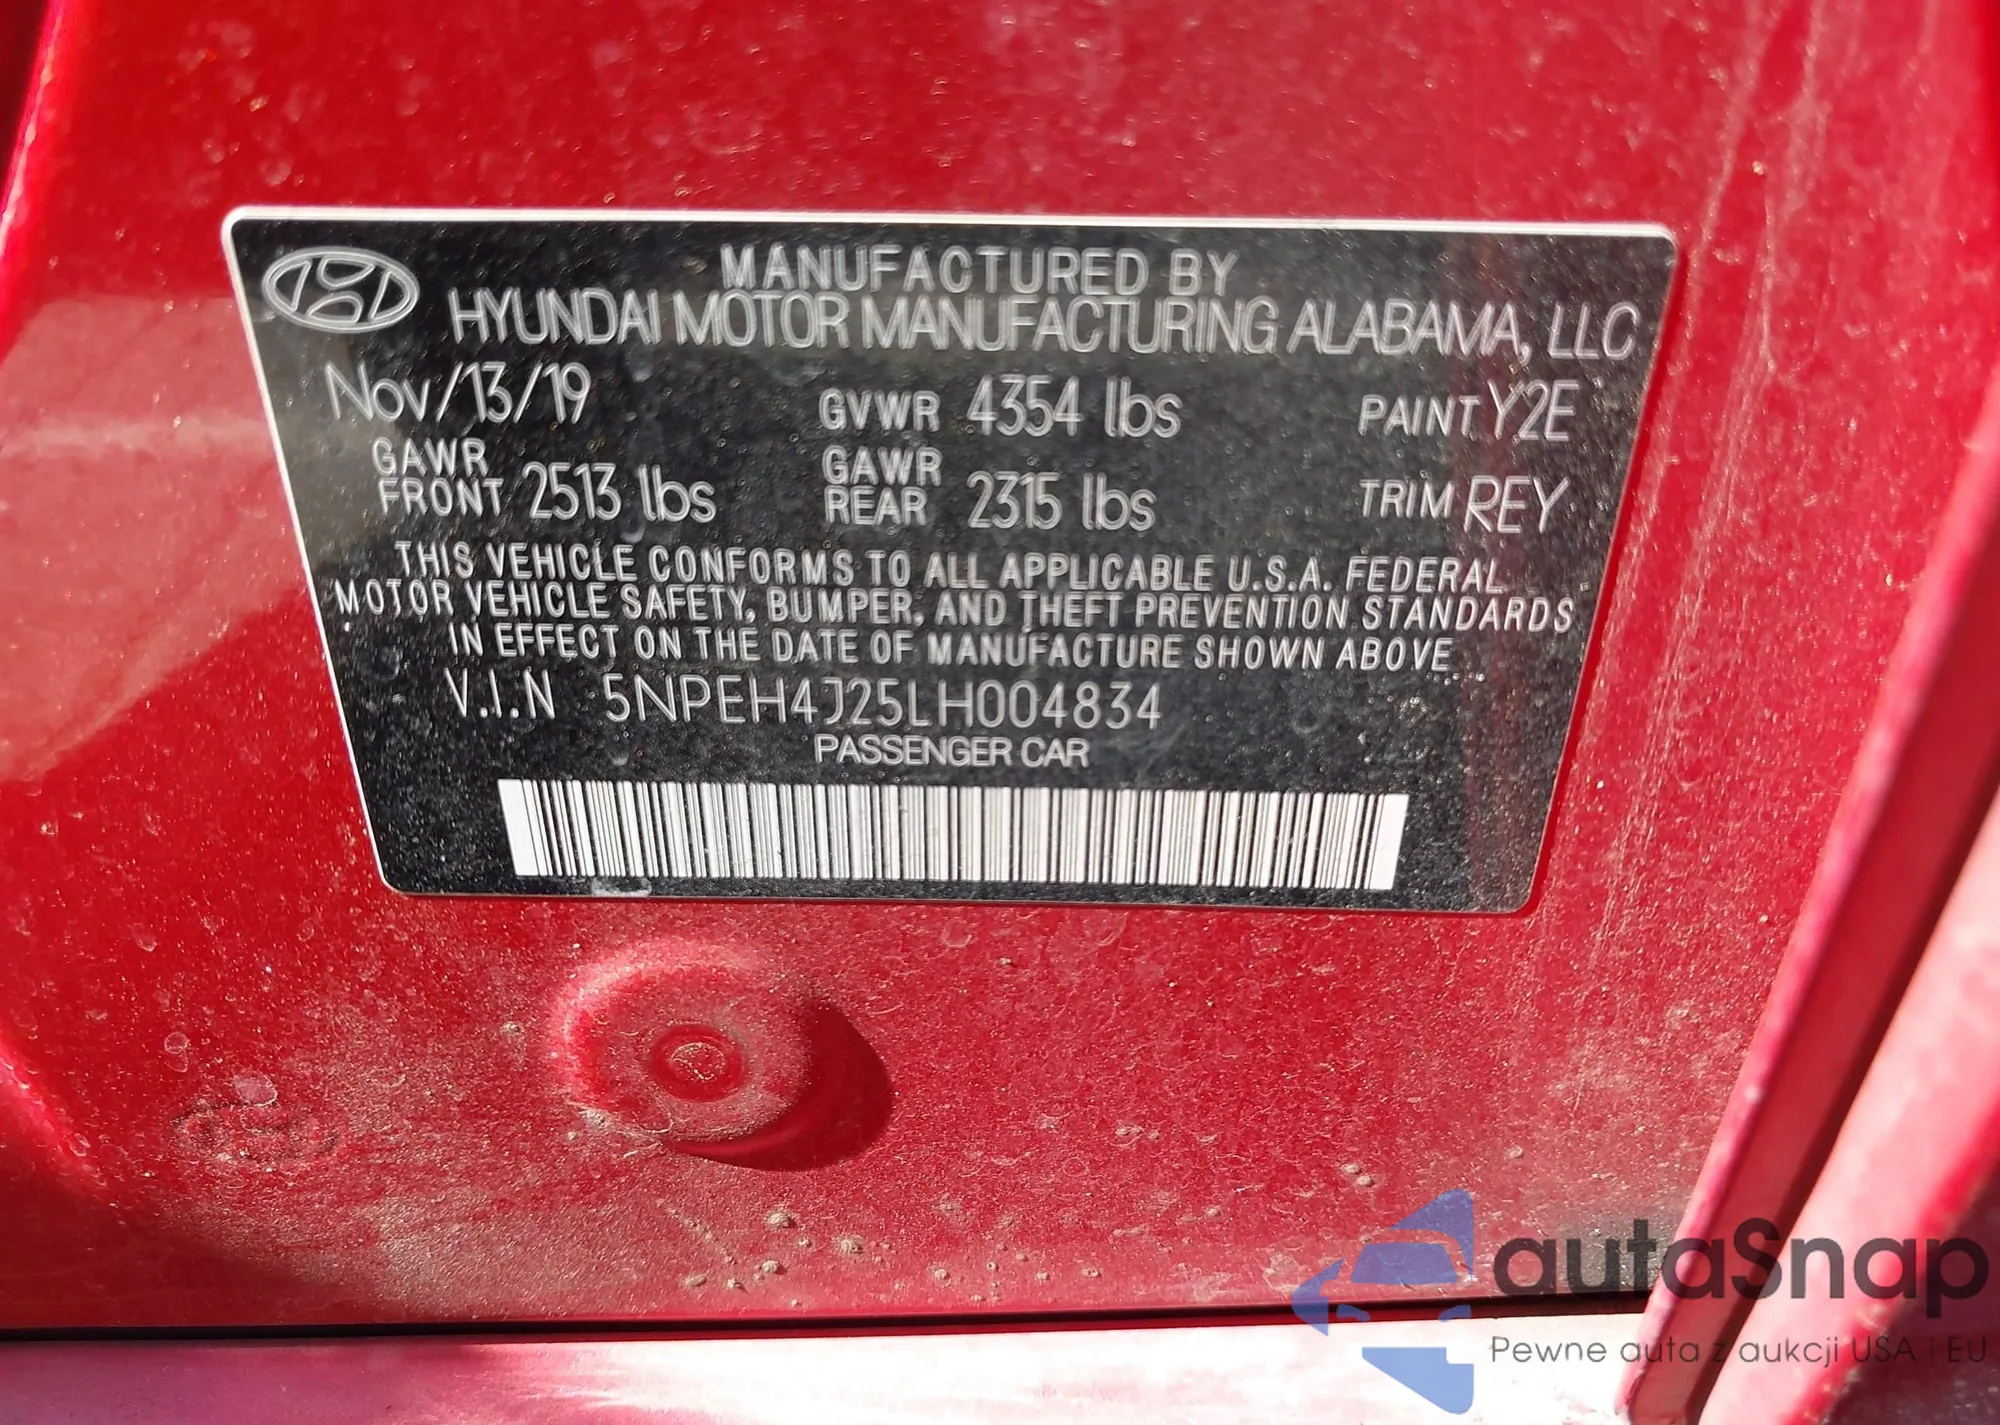 MANUFACTURED BY
HYUNDAI MOTOR MANUFACTURING ALABAMA, LLC
Nov/13/19 GVWR 4354 lbs PAINT Y2E
GAWR FRONT 2513 lbs GAWR REAR 2315 lbs TRIM REY
THIS VEHICLE CONFORMS TO ALL APPLICABLE U.S.A. FEDERAL
MOTOR VEHICLE SAFETY, BUMPER, AND THEFT PREVENTION STANDARDS
IN EFFECT ON THE DATE OF MANUFACTURE SHOWN ABOVE
V.I.N 5NPEH4J25LH004834
PASSENGER CAR
autaSnap
Pewne auta z aukcji USA i EU